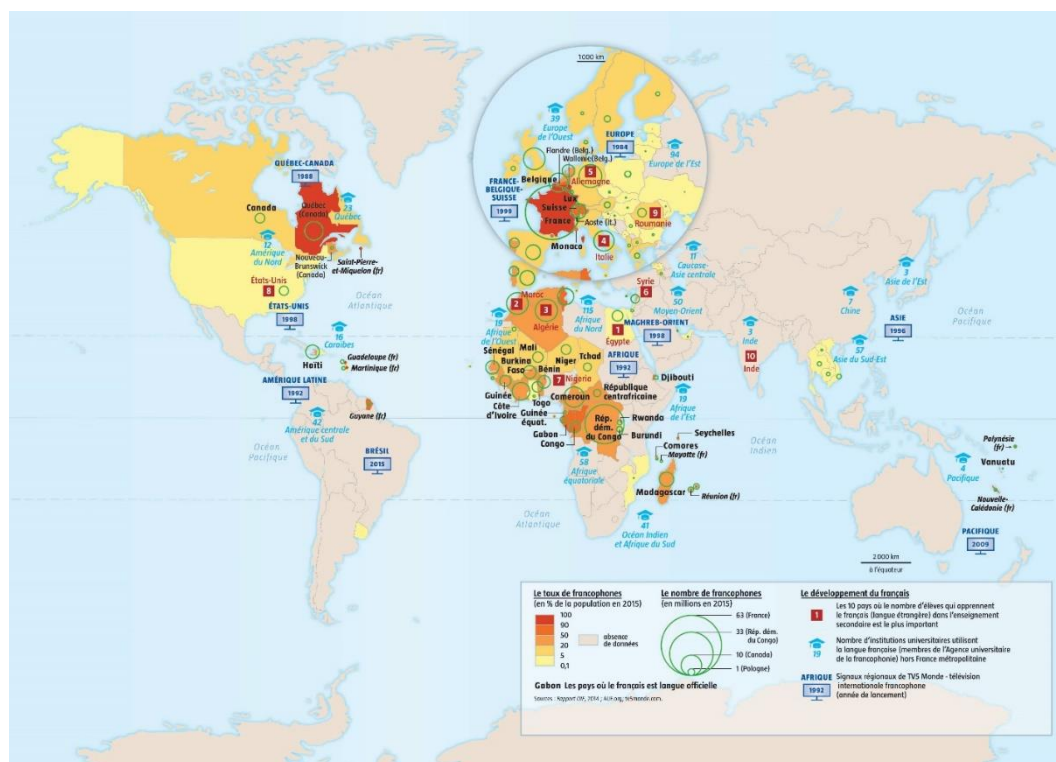 1000 km
39
Europe
de l'Ouest
EUROPE
1984
94
Europe de l'Est
Flandre (Belg.)
Wallonie(Belg.)
Belgique
5
Allemagne
Lux
Suisse
France
Aoste (It.)
Monaco
4
Italie
9
Roumanie
FRANCE-
BELGIQUE-
SUISSE
1999
QUÉBEC-CANADA
1988
Québec
(Canada)
23
Québec
Canada
12
Amérique
du Nord
Nouveau-
Brunswick
(Canada)
Saint-Pierre-
et-Miquelon (fr)
États-Unis
8
ÉTATS-UNIS
1998
Océan
Atlantique
16
Caraïbes
Haïti
Guadeloupe (fr)
Martinique (fr)
AMÉRIQUE LATINE
1992
Guyane (fr)
42
Amérique centrale
et du Sud
Océan
Pacifique
BRÉSIL
2015
Océan
Atlantique
Maroc
2
3
Algérie
19
Afrique
de l'Ouest
115
Afrique
du Nord
Syrie
6
11
Caucase-
Asie centrale
50
Moyen-Orient
1
Égypte
MAGHREB-ORIENT
1998
AFRIQUE
1992
Sénégal
Mali
Burkina
Faso
Niger
Bénin
Tchad
7
Nigeria
Guinée
Côte
d'Ivoire
Togo
Guinée
équat.
Cameroun
République
centrafricaine
Djibouti
19
Afrique
de l'Est
Gabon
Congo
Rép.
dém.
du Congo
Rwanda
Burundi
Seychelles
Comores
Mayotte (fr)
Madagascar
Réunion (fr)
58
Afrique
équatoriale
41
Océan Indien
et Afrique du Sud
3
Inde
10
Inde
7
Chine
3
Asie de l'Est
ASIE
1996
57
Asie du Sud-Est
Océan
Pacifique
Océan
Indien
Polynésie
(fr)
Vanuatu
4
Pacifique
Nouvelle-
Calédonie (fr)
PACIFIQUE
2009
2 000 km
à l'équateur
Le taux de francophones
(en % de la population en 2015)
100
90
50
20
5
0,1
absence
de données
Le nombre de francophones
(en millions en 2015)
63 (France)
33 (Rép. dém.
du Congo)
10 (Canada)
1 (Pologne)
Gabon Les pays où le français est langue officielle
Sources : Rapport OIF, 2014 ; AUF.org, tv5monde.com.
Le développement du français
1
Les 10 pays où le nombre d'élèves qui apprennent
le français (langue étrangère) dans l'enseignement
secondaire est le plus important
19
Nombre d'institutions universitaires utilisant
la langue française (membres de l'Agence universitaire
de la francophonie) hors France métropolitaine
AFRIQUE
1992
Signaux régionaux de TV5 Monde - télévision
internationale francophone
(année de lancement)